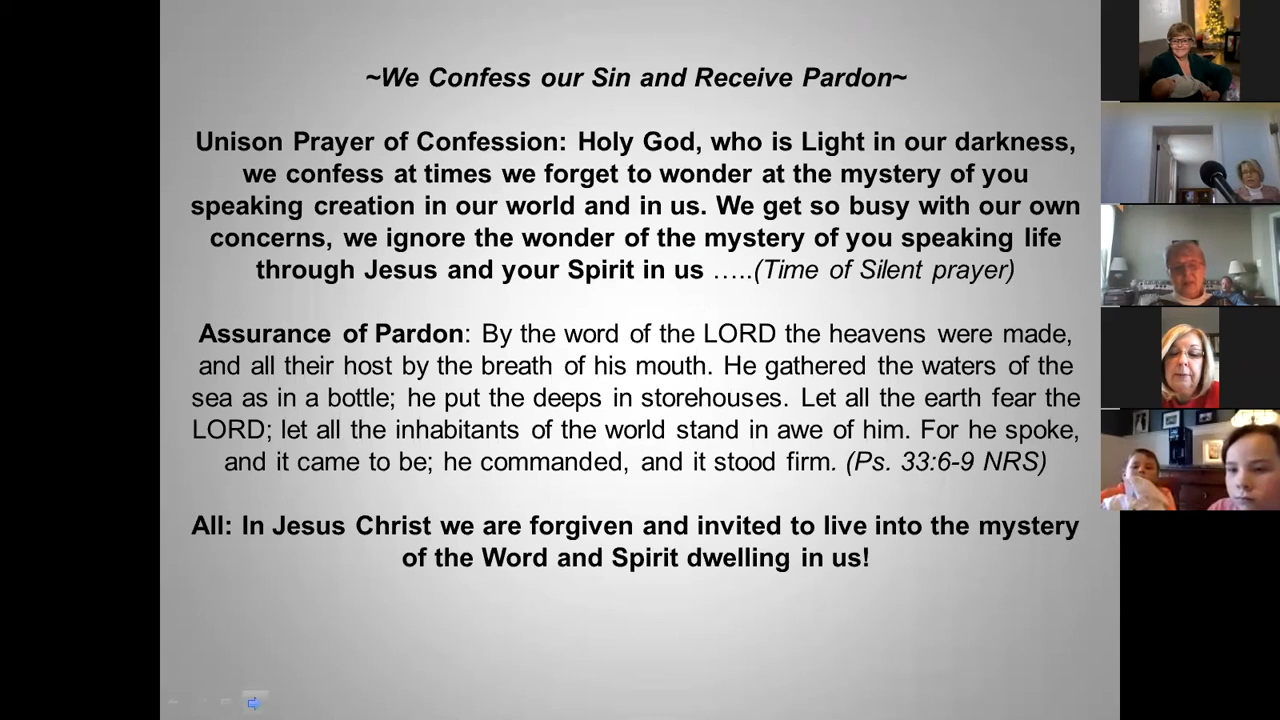 ~We Confess our Sin and Receive Pardon~
Unison Prayer of Confession: Holy God, who is Light in our darkness,
we confess at times we forget to wonder at the mystery of you
speaking creation in our world and in us. We get so busy with our own
concerns, we ignore the wonder of the mystery of you speaking life
through Jesus and your Spirit in us …..(Time of Silent prayer)
Assurance of Pardon: By the word of the LORD the heavens were made,
and all their host by the breath of his mouth. He gathered the waters of the
sea as in a bottle; he put the deeps in storehouses. Let all the earth fear the
LORD; let all the inhabitants of the world stand in awe of him. For he spoke,
and it came to be; he commanded, and it stood firm. (Ps. 33:6-9 NRS)
All: In Jesus Christ we are forgiven and invited to live into the mystery
of the Word and Spirit dwelling in us!